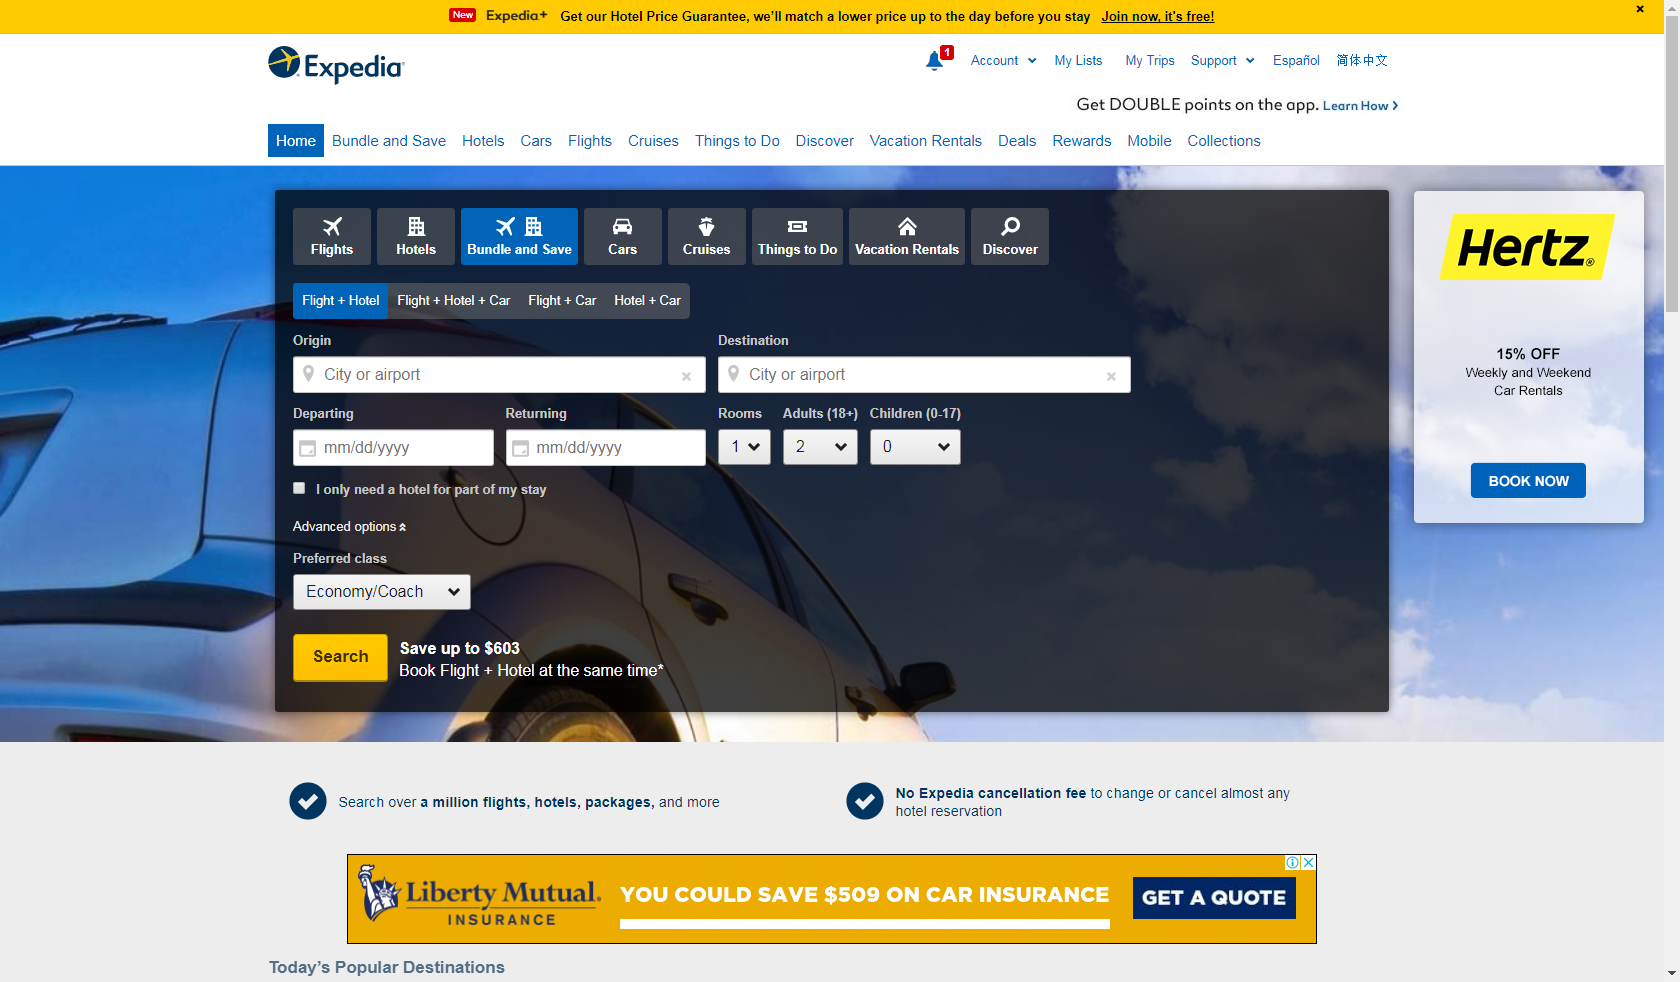 New Expedia+ Get our Hotel Price Guarantee, we'll match a lower price up to the day before you stay Join now, it's free!
Expedia
1 Account My Lists My Trips Support Español 简体中文
Get DOUBLE points on the app. Learn How
Home Bundle and Save Hotels Cars Flights Cruises Things to Do Discover Vacation Rentals Deals Rewards Mobile Collections
Flights Hotels Bundle and Save Cars Cruises Things to Do Vacation Rentals Discover
Flight + Hotel Flight + Hotel + Car Flight + Car Hotel + Car
Origin Destination
City or airport City or airport
Departing Returning Rooms Adults (18+) Children (0-17)
mm/dd/yyyy mm/dd/yyyy 1 2 0
I only need a hotel for part of my stay
Advanced options
Preferred class
Economy/Coach
Search
Save up to $603
Book Flight + Hotel at the same time*
Hertz®
15% OFF
Weekly and Weekend
Car Rentals
BOOK NOW
Search over a million flights, hotels, packages, and more
No Expedia cancellation fee to change or cancel almost any
hotel reservation
Liberty Mutual.
INSURANCE
YOU COULD SAVE $509 ON CAR INSURANCE
GET A QUOTE
Today's Popular Destinations